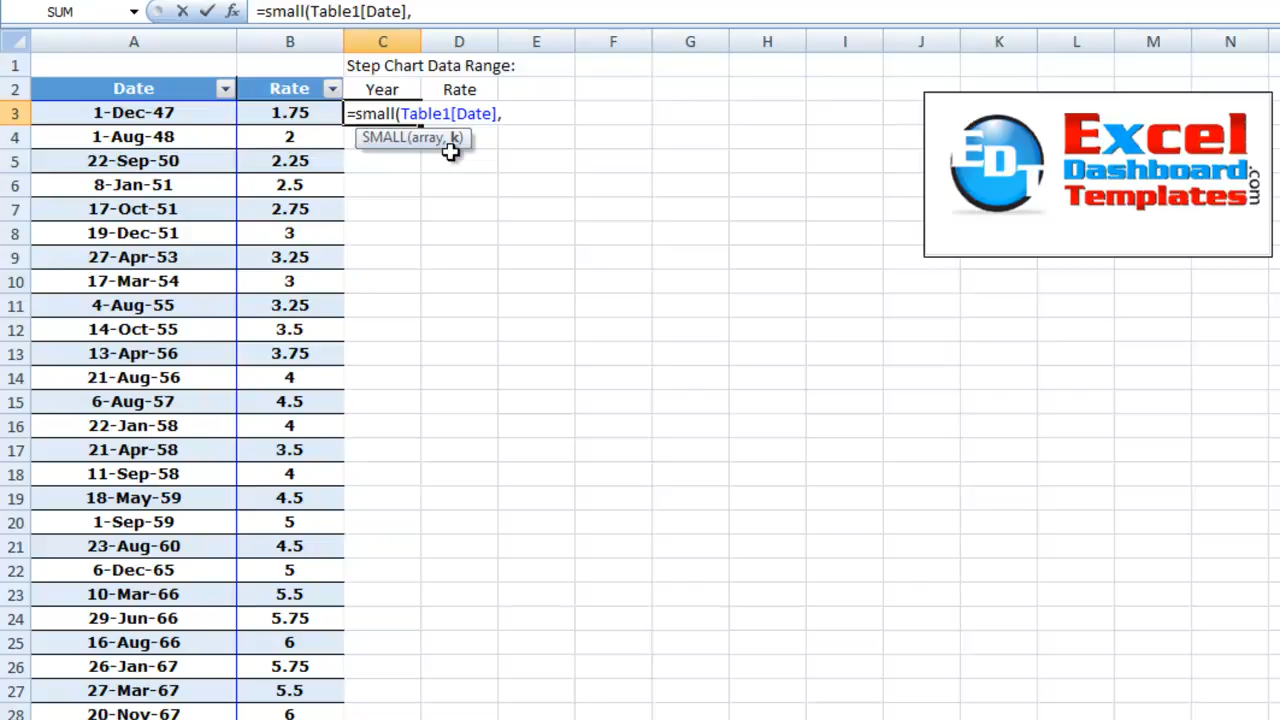 SUM =small(Table1[Date],
A B C D E F G H I J K L M N
1 Step Chart Data Range:
2 Date Rate Year Rate
3 1-Dec-47 1.75 =small(Table1[Date],
4 1-Aug-48 2 SMALL(array, k)
5 22-Sep-50 2.25
6 8-Jan-51 2.5
7 17-Oct-51 2.75
8 19-Dec-51 3
9 27-Apr-53 3.25
10 17-Mar-54 3
11 4-Aug-55 3.25
12 14-Oct-55 3.5
13 13-Apr-56 3.75
14 21-Aug-56 4
15 6-Aug-57 4.5
16 22-Jan-58 4
17 21-Apr-58 3.5
18 11-Sep-58 4
19 18-May-59 4.5
20 1-Sep-59 5
21 23-Aug-60 4.5
22 6-Dec-65 5
23 10-Mar-66 5.5
24 29-Jun-66 5.75
25 16-Aug-66 6
26 26-Jan-67 5.75
27 27-Mar-67 5.5
28 20-Nov-67 6
EDT
Excel
Dashboard
Templates
.com